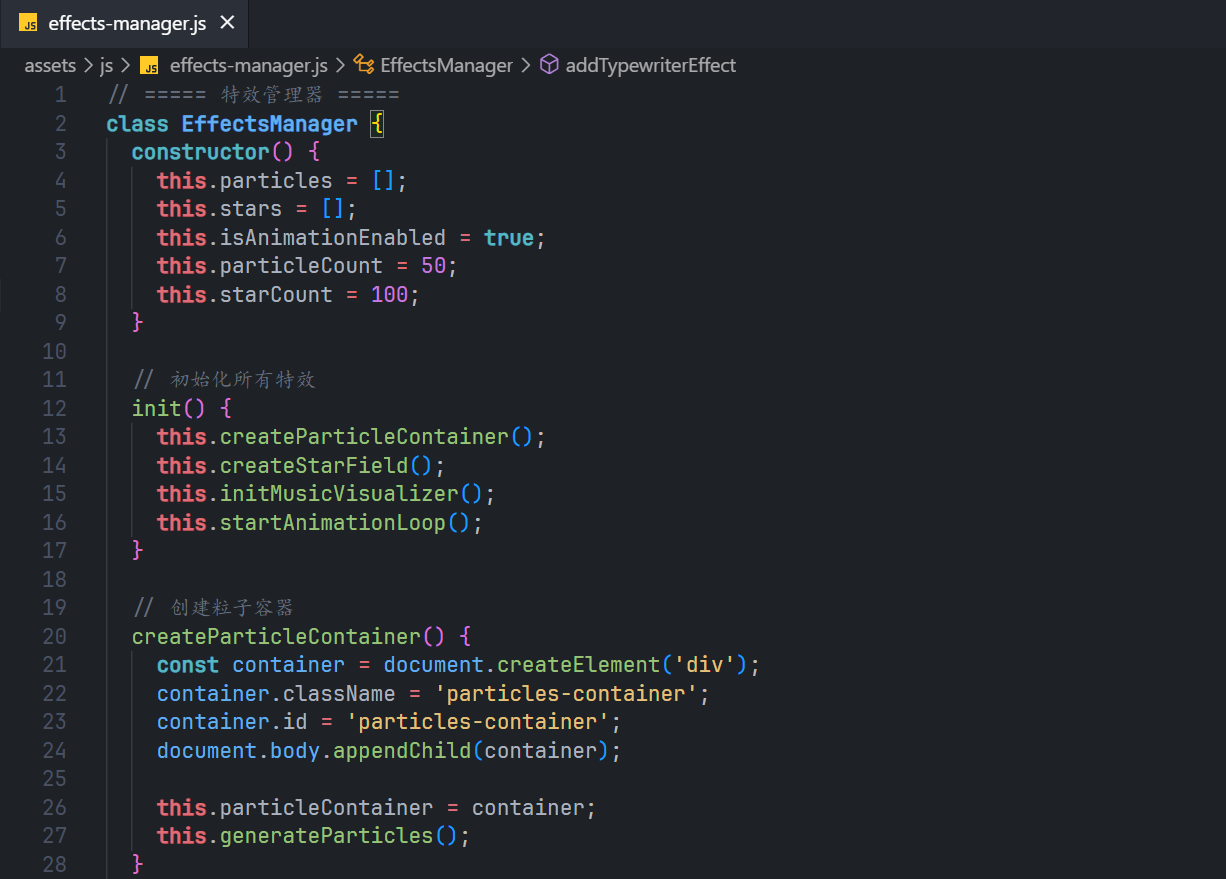 JS effects-manager.js ×
assets > js > JS effects-manager.js > EffectsManager > addTypewriterEffect
1 // ===== 特效管理器 =====
2 class EffectsManager {
3 constructor() {
4 this.particles = [];
5 this.stars = [];
6 this.isAnimationEnabled = true;
7 this.particleCount = 50;
8 this.starCount = 100;
9 }
10
11 // 初始化所有特效
12 init() {
13 this.createParticleContainer();
14 this.createStarField();
15 this.initMusicVisualizer();
16 this.startAnimationLoop();
17 }
18
19 // 创建粒子容器
20 createParticleContainer() {
21 const container = document.createElement('div');
22 container.className = 'particles-container';
23 container.id = 'particles-container';
24 document.body.appendChild(container);
25
26 this.particleContainer = container;
27 this.generateParticles();
28 }